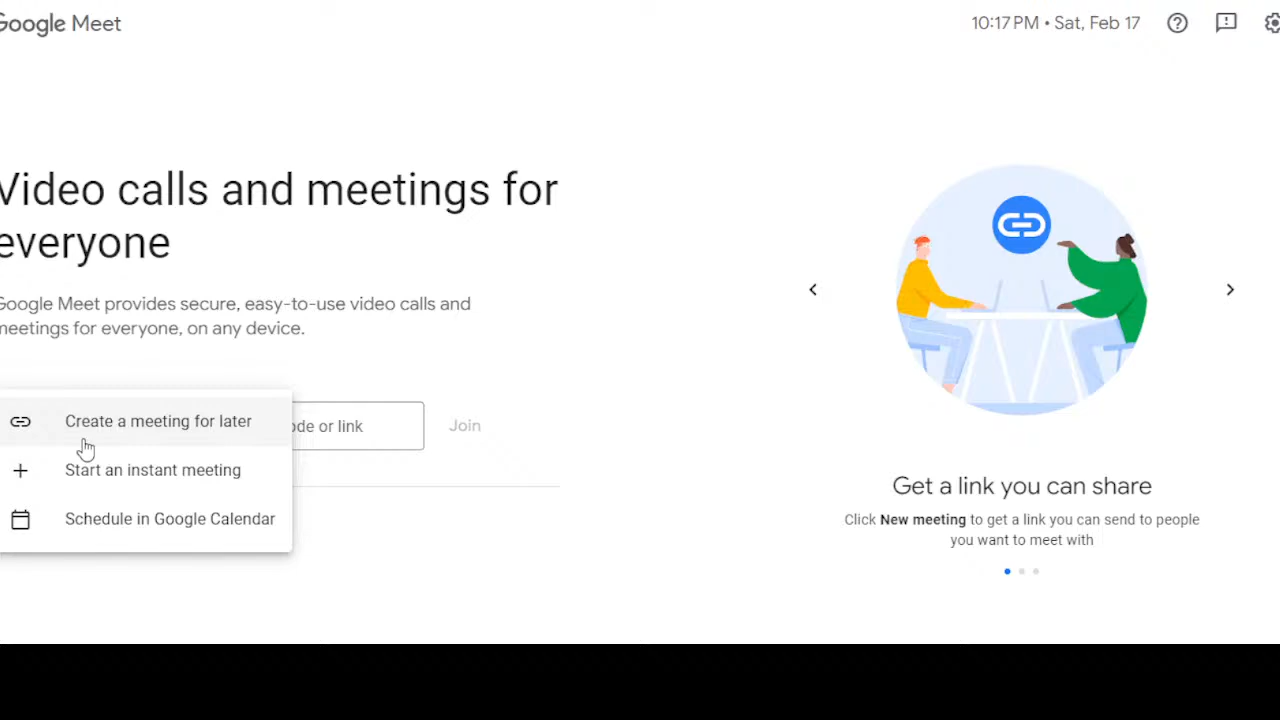 Google Meet
10:17 PM • Sat, Feb 17
Video calls and meetings for
everyone
Google Meet provides secure, easy-to-use video calls and
meetings for everyone, on any device.
Create a meeting for later
Start an instant meeting
Schedule in Google Calendar
ode or link
Join
Get a link you can share
Click New meeting to get a link you can send to people
you want to meet with